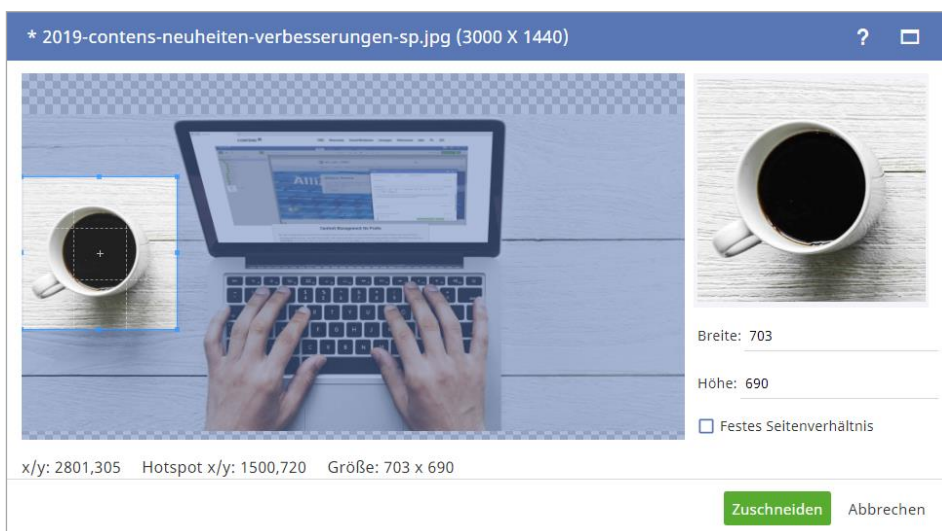 * 2019-contens-neuheiten-verbesserungen-sp.jpg (3000 X 1440)
?
Breite: 703
Höhe: 690
Festes Seitenverhältnis
x/y: 2801,305 Hotspot x/y: 1500,720 Größe: 703 x 690
Zuschneiden Abbrechen